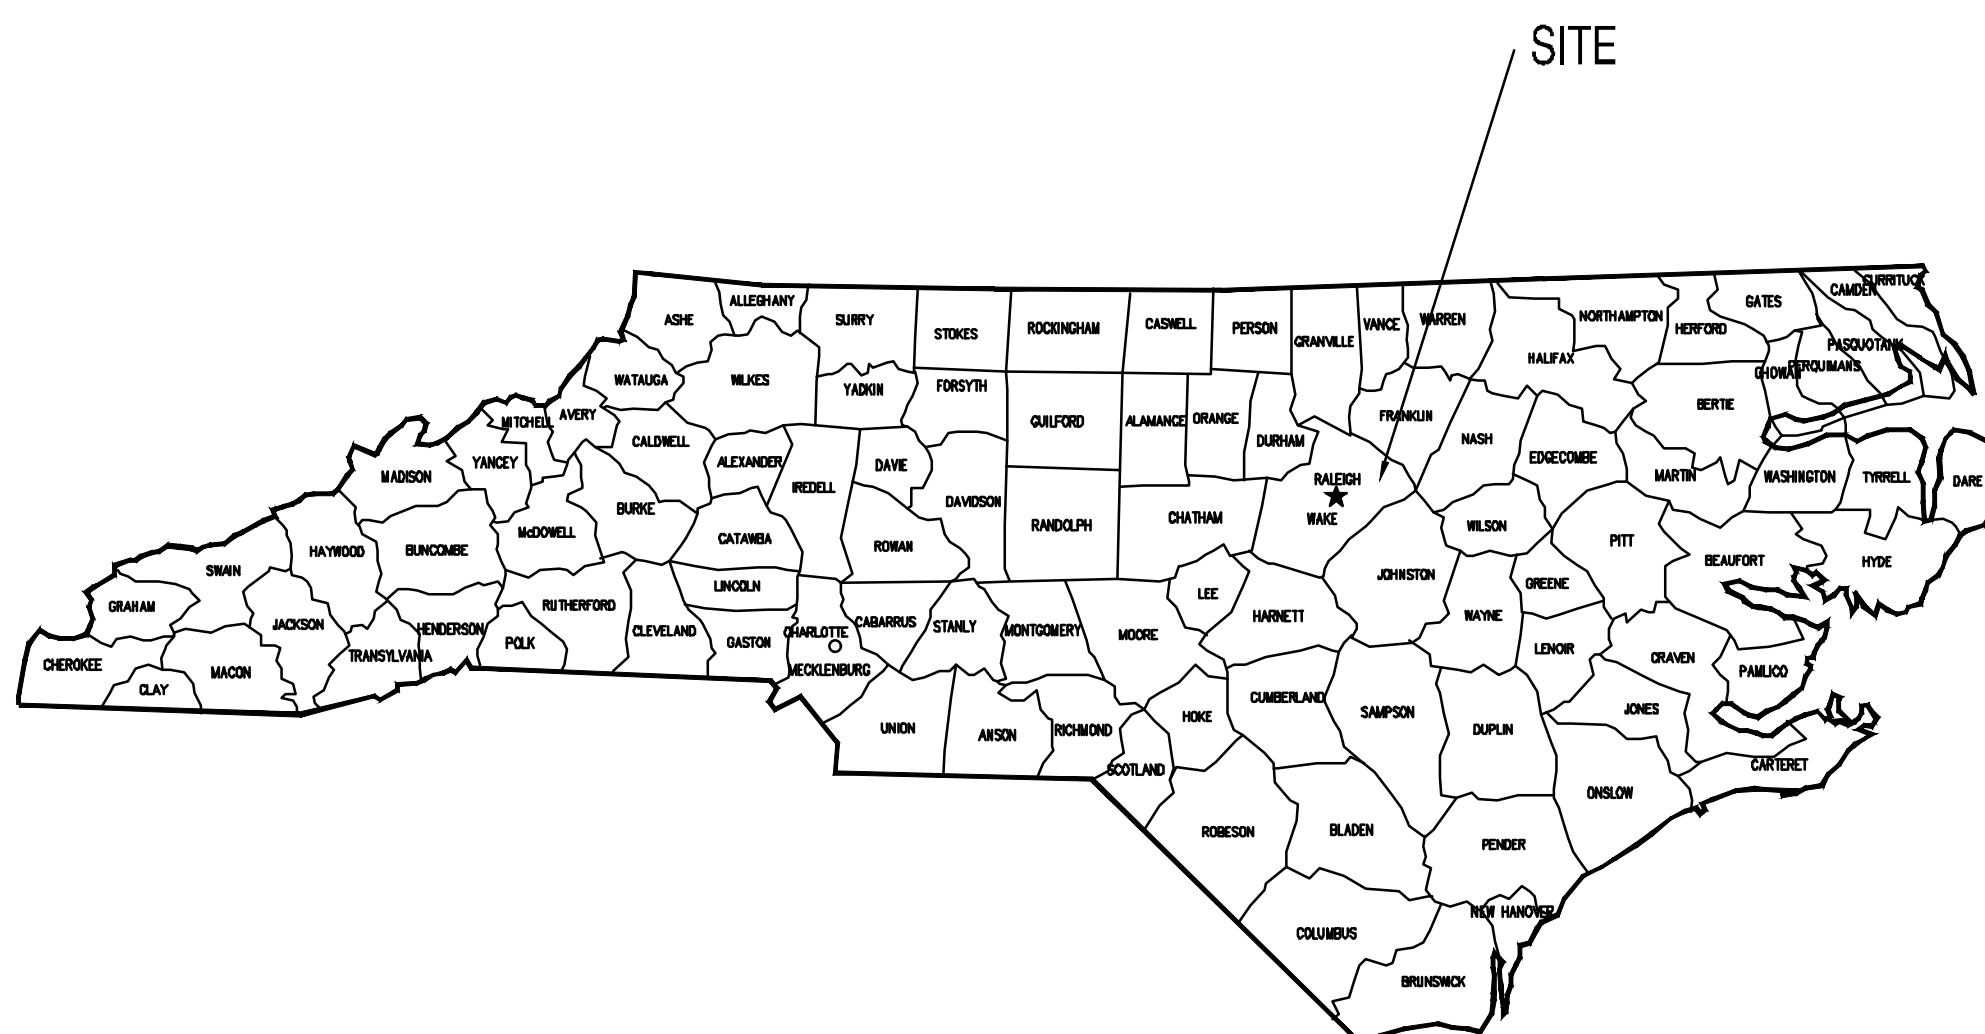 SITE
CURRITUCK
CAMDEN
GATES
ALLEGHANY
NORTHAMPTON
HERFORD
ASHE
SURRY
STOKES
ROCKINGHAM
CASWELL
PERSON
VANCE
WARREN
GRANVILLE
HALIFAX
PASQUOTANK
PERQUIMANS
CHOWAN
WATAUGA
WILKES
YADKIN
FORSYTH
BERTIE
MITCHELL
AVERY
GUILFORD
ALAMANCE
ORANGE
FRANKLIN
CALDWELL
DURHAM
NASH
YANCEY
ALEXANDER
DAVIE
EDGECOMBE
MADISON
IREDELL
RALEIGH
MARTIN
WASHINGTON
TYRRELL
DARE
BURKE
DAVIDSON
McDOWELL
RANDOLPH
CHATHAM
WAKE
WILSON
HAYWOOD
BUNCOMBE
CATAWBA
ROWAN
PITT
SWAIN
BEAUFORT
HYDE
LINCOLN
JOHNSTON
GREENE
GRAHAM
RUTHERFORD
LEE
HARNETT
WAYNE
JACKSON
HENDERSON
CLEVELAND
CHARLOTTE
CABARRUS
STANLY
MONTGOMERY
MOORE
CHEROKEE
TRANSYLVANIA
POLK
GASTON
LENOIR
CRAVEN
MACON
MECKLENBURG
PAMLICO
CLAY
CUMBERLAND
HOKE
SAMPSON
JONES
UNION
ANSON
RICHMOND
DUPLIN
SCOTLAND
CARTERET
ONSLOW
ROBESON
BLADEN
PENDER
NEW HANOVER
COLUMBUS
BRUNSWICK